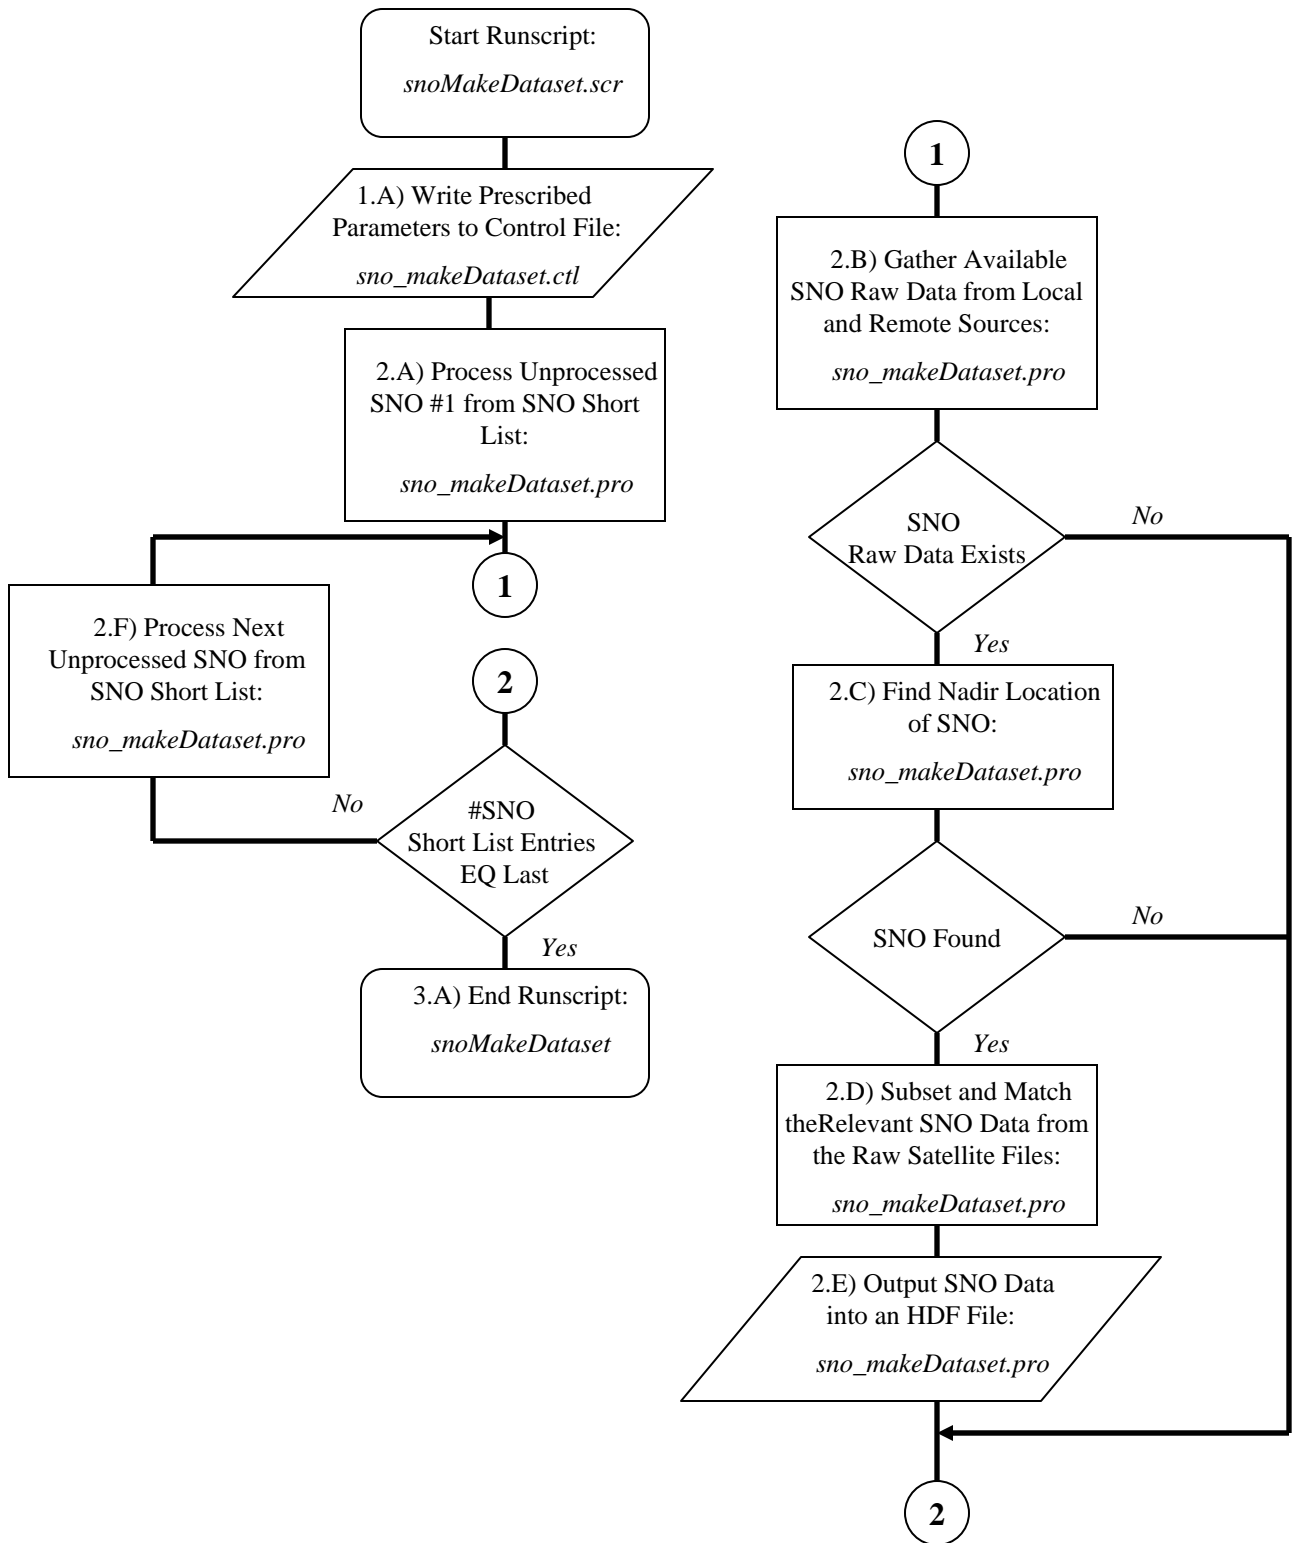 Start Runscript:
snoMakeDataset.scr
1.A) Write Prescribed
Parameters to Control File:
sno_makeDataset.ctl
2.A) Process Unprocessed
SNO #1 from SNO Short
List:
sno_makeDataset.pro
1
2.F) Process Next
Unprocessed SNO from
SNO Short List:
sno_makeDataset.pro
2
No
#SNO
Short List Entries
EQ Last
Yes
3.A) End Runscript:
snoMakeDataset
1
2.B) Gather Available
SNO Raw Data from Local
and Remote Sources:
sno_makeDataset.pro
No
SNO
Raw Data Exists
Yes
2.C) Find Nadir Location
of SNO:
sno_makeDataset.pro
No
SNO Found
Yes
2.D) Subset and Match
theRelevant SNO Data from
the Raw Satellite Files:
sno_makeDataset.pro
2.E) Output SNO Data
into an HDF File:
sno_makeDataset.pro
2